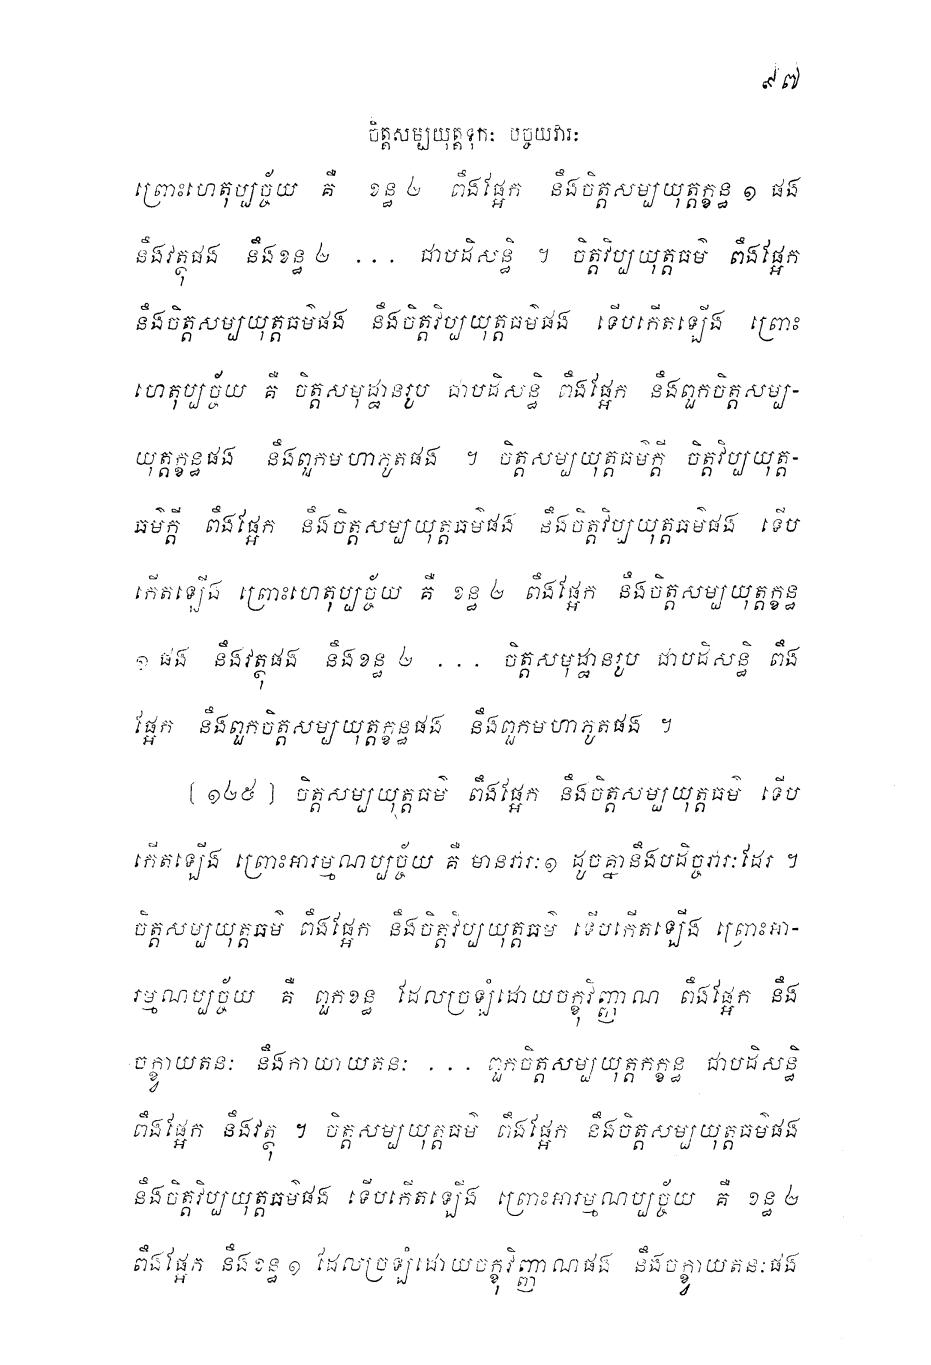 ៩៧
ចិត្តសម្បយុត្តទុកៈ បច្ចយវារៈ
ព្រោះហេតុប្បច្ច័យ គឺ ខន្ធ ២ ពឹងផ្អែក នឹងចិត្តសម្បយុត្តក្ខន្ធ ១ ផង
នឹងវត្ថុផង នឹងខន្ធ ២ ... ជាបដិសន្ធិ ។ ចិត្តវិប្បយុត្តធម៌ ពឹងផ្អែក
នឹងចិត្តសម្បយុត្តធម៌ផង នឹងចិត្តវិប្បយុត្តធម៌ផង ទើបកើតឡើង ព្រោះ
ហេតុប្បច្ច័យ គឺ ចិត្តសមុដ្ឋានរូប ជាបដិសន្ធិ ពឹងផ្អែក នឹងពួកចិត្តសម្ប-
យុត្តក្ខន្ធផង នឹងពួកមហាភូតផង ។ ចិត្តសម្បយុត្តធម៌ក្តី ចិត្តវិប្បយុត្ត-
ធម៌ក្តី ពឹងផ្អែក នឹងចិត្តសម្បយុត្តធម៌ផង នឹងចិត្តវិប្បយុត្តធម៌ផង ទើប
កើតឡើង ព្រោះហេតុប្បច្ច័យ គឺ ខន្ធ ២ ពឹងផ្អែក នឹងចិត្តសម្បយុត្តក្ខន្ធ
១ ផង នឹងវត្ថុផង នឹងខន្ធ ២ ... ចិត្តសមុដ្ឋានរូប ជាបដិសន្ធិ ពឹង
ផ្អែក នឹងពួកចិត្តសម្បយុត្តក្ខន្ធផង នឹងពួកមហាភូតផង ។
[ ១៤៥ ] ចិត្តសម្បយុត្តធម៌ ពឹងផ្អែក នឹងចិត្តសម្បយុត្តធម៌ ទើប
កើតឡើង ព្រោះអារម្មណប្បច្ច័យ គឺ មានវារៈ ១ ដូចគ្នានឹងបដិច្ចវារៈដែរ ។
ចិត្តសម្បយុត្តធម៌ ពឹងផ្អែក នឹងចិត្តវិប្បយុត្តធម៌ ទើបកើតឡើង ព្រោះអា-
រម្មណប្បច្ច័យ គឺ ពួកខន្ធ ដែលច្រឡំដោយចក្ខុវិញ្ញាណ ពឹងផ្អែក នឹង
ចក្ខ្វាយតនៈ នឹងកាយាយតនៈ ... ពួកចិត្តសម្បយុត្តកក្ខន្ធ ជាបដិសន្ធិ
ពឹងផ្អែក នឹងវត្ថុ ។ ចិត្តសម្បយុត្តធម៌ ពឹងផ្អែក នឹងចិត្តសម្បយុត្តធម៌ផង
នឹងចិត្តវិប្បយុត្តធម៌ផង ទើបកើតឡើង ព្រោះអារម្មណប្បច្ច័យ គឺ ខន្ធ ២
ពឹងផ្អែក នឹងខន្ធ ១ ដែលច្រឡំដោយចក្ខុវិញ្ញាណផង នឹងចក្ខ្វាយតនៈផង